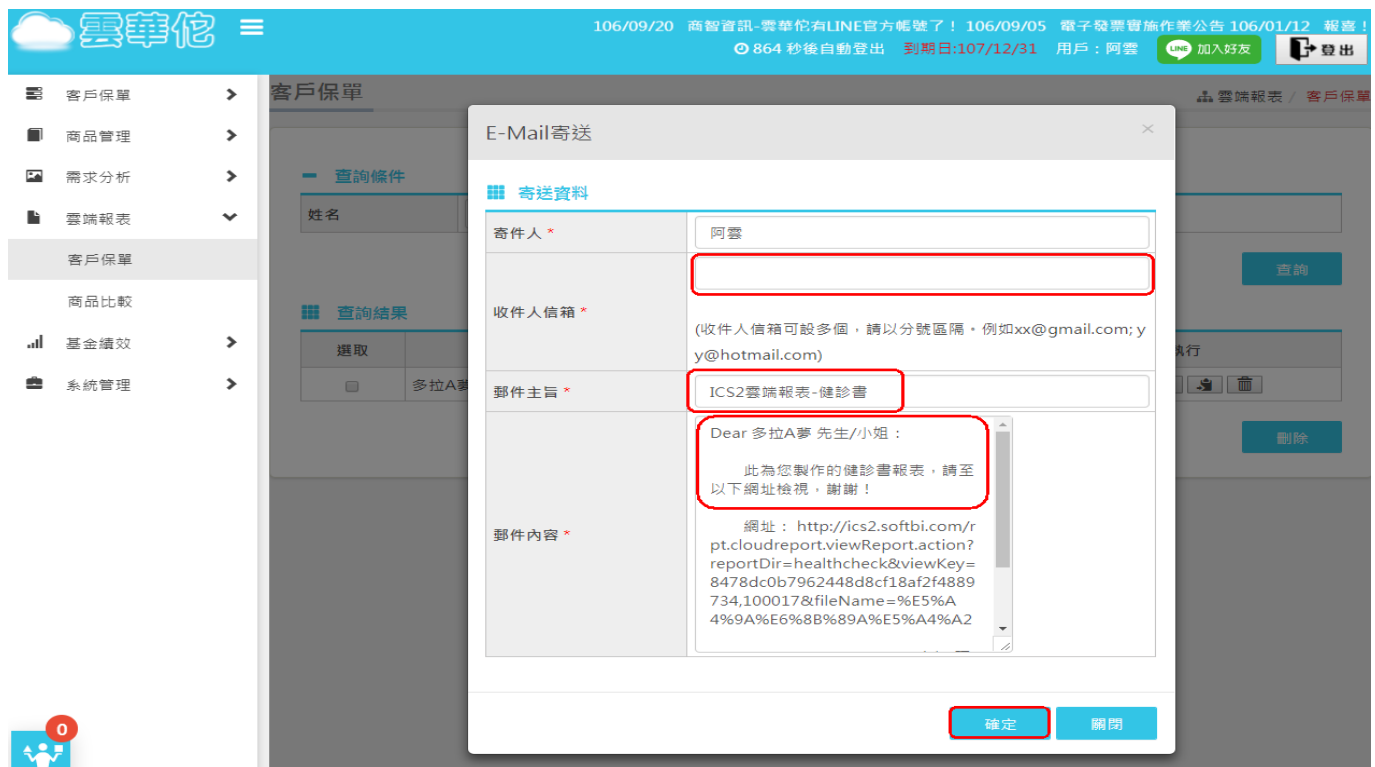 雲華佗
106/09/20 商智資訊-雲華佗有LINE官方帳號了！ 106/09/05 電子發票實施作業公告 106/01/12 報喜！
864 秒後自動登出 到期日:107/12/31 用戶：阿雲 LINE 加入好友 登出
客戶保單
商品管理
需求分析
雲端報表
客戶保單
商品比較
基金績效
系統管理
0
客戶保單
雲端報表 / 客戶保單
查詢條件
姓名
查詢
查詢結果
選取
執行
多拉A夢
刪除
E-Mail寄送
×
寄送資料
寄件人 *
阿雲
收件人信箱 *
(收件人信箱可設多個，請以分號區隔。例如xx@gmail.com; y
y@hotmail.com)
郵件主旨 *
ICS2雲端報表-健診書
郵件內容 *
Dear 多拉A夢 先生/小姐：
此為您製作的健診書報表，請至
以下網址檢視，謝謝！
網址： http://ics2.softbi.com/r
pt.cloudreport.viewReport.action?
reportDir=healthcheck&viewKey=
8478dc0b7962448d8cf18af2f4889
734,100017&fileName=%E5%A
4%9A%E6%8B%89A%E5%A4%A2
確定
關閉